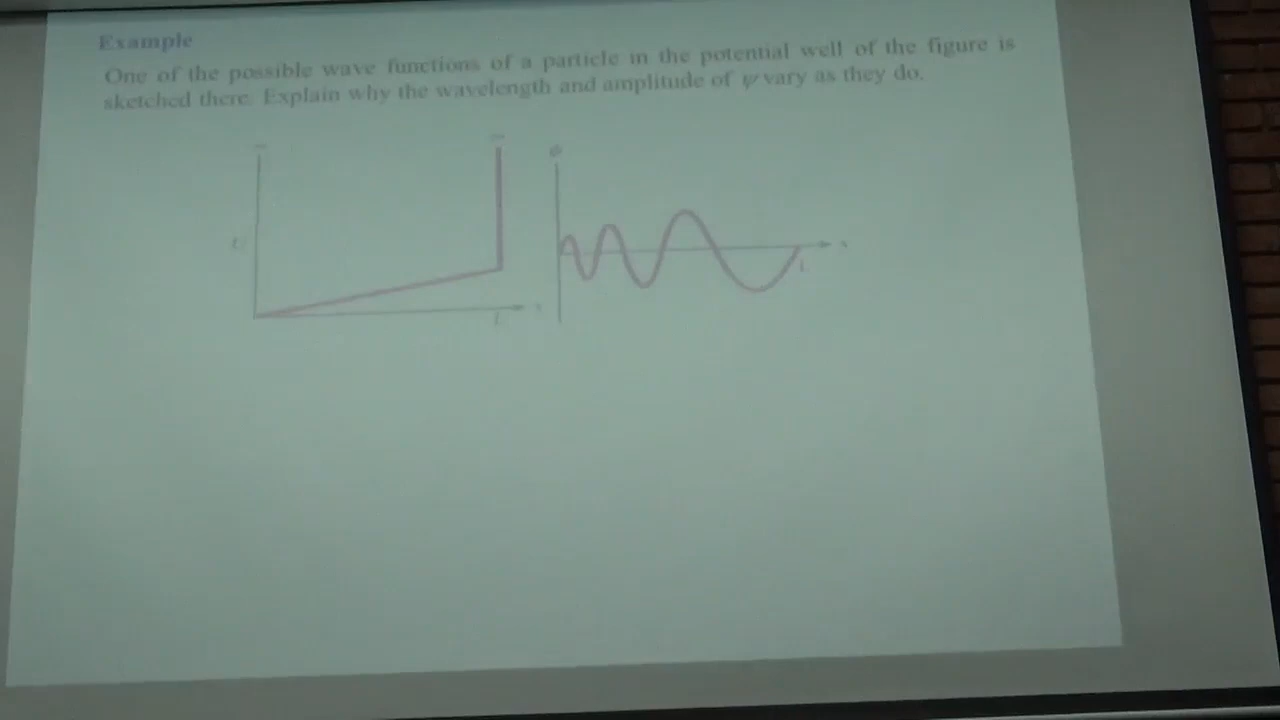 Example
One of the possible wave functions of a particle in the potential well of the figure is
sketched there. Explain why the wavelength and amplitude of ψ vary as they do.
∞
∞
U
x
L
ψ
x
L